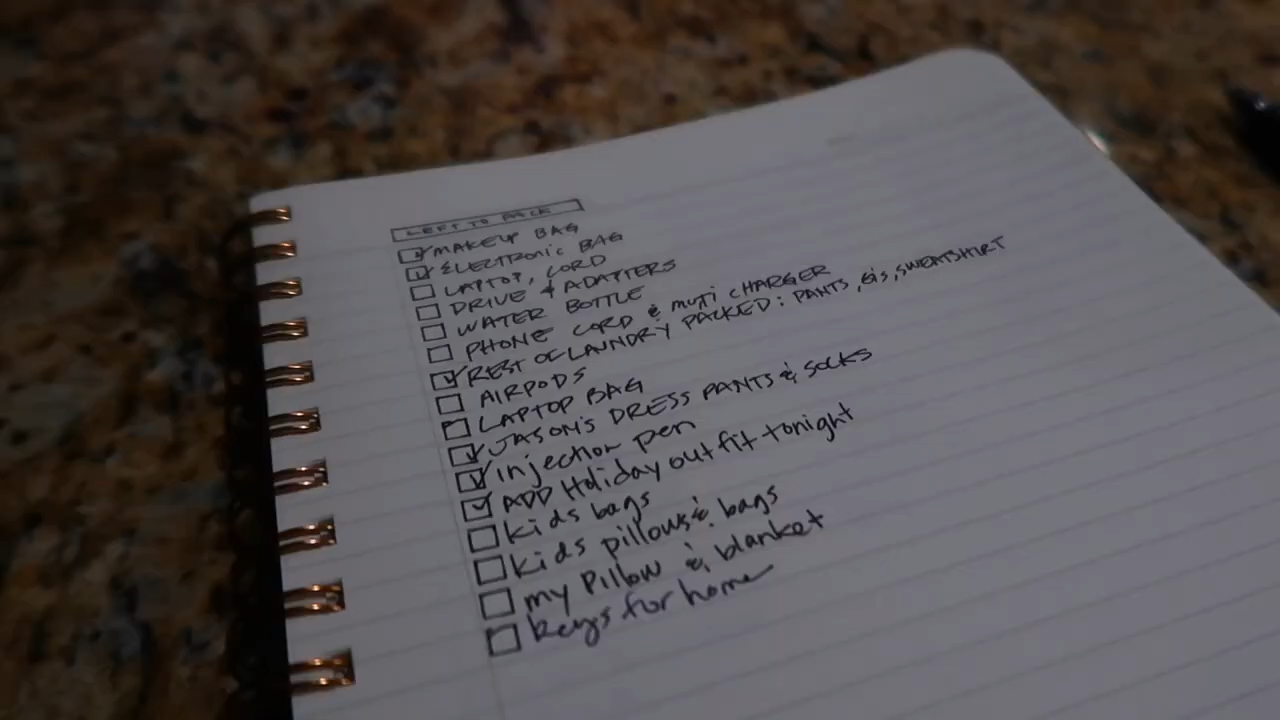 LEFT TO PACK
MAKEUP BAG
ELECTRONIC BAG
LAPTOP, CORD
DRIVE & ADAPTERS
WATER BOTTLE
PHONE CORD & MUTI CHARGER
REST OF LAUNDRY PACKED: PANTS, GIS, SWEATSHIRT
AIRPODS
LAPTOP BAG
JASON'S DRESS PANTS & SOCKS
injection pen
ADD Holiday outfit tonight
kids bags
kids pillows & bags
my pillow & blanket
keys for home